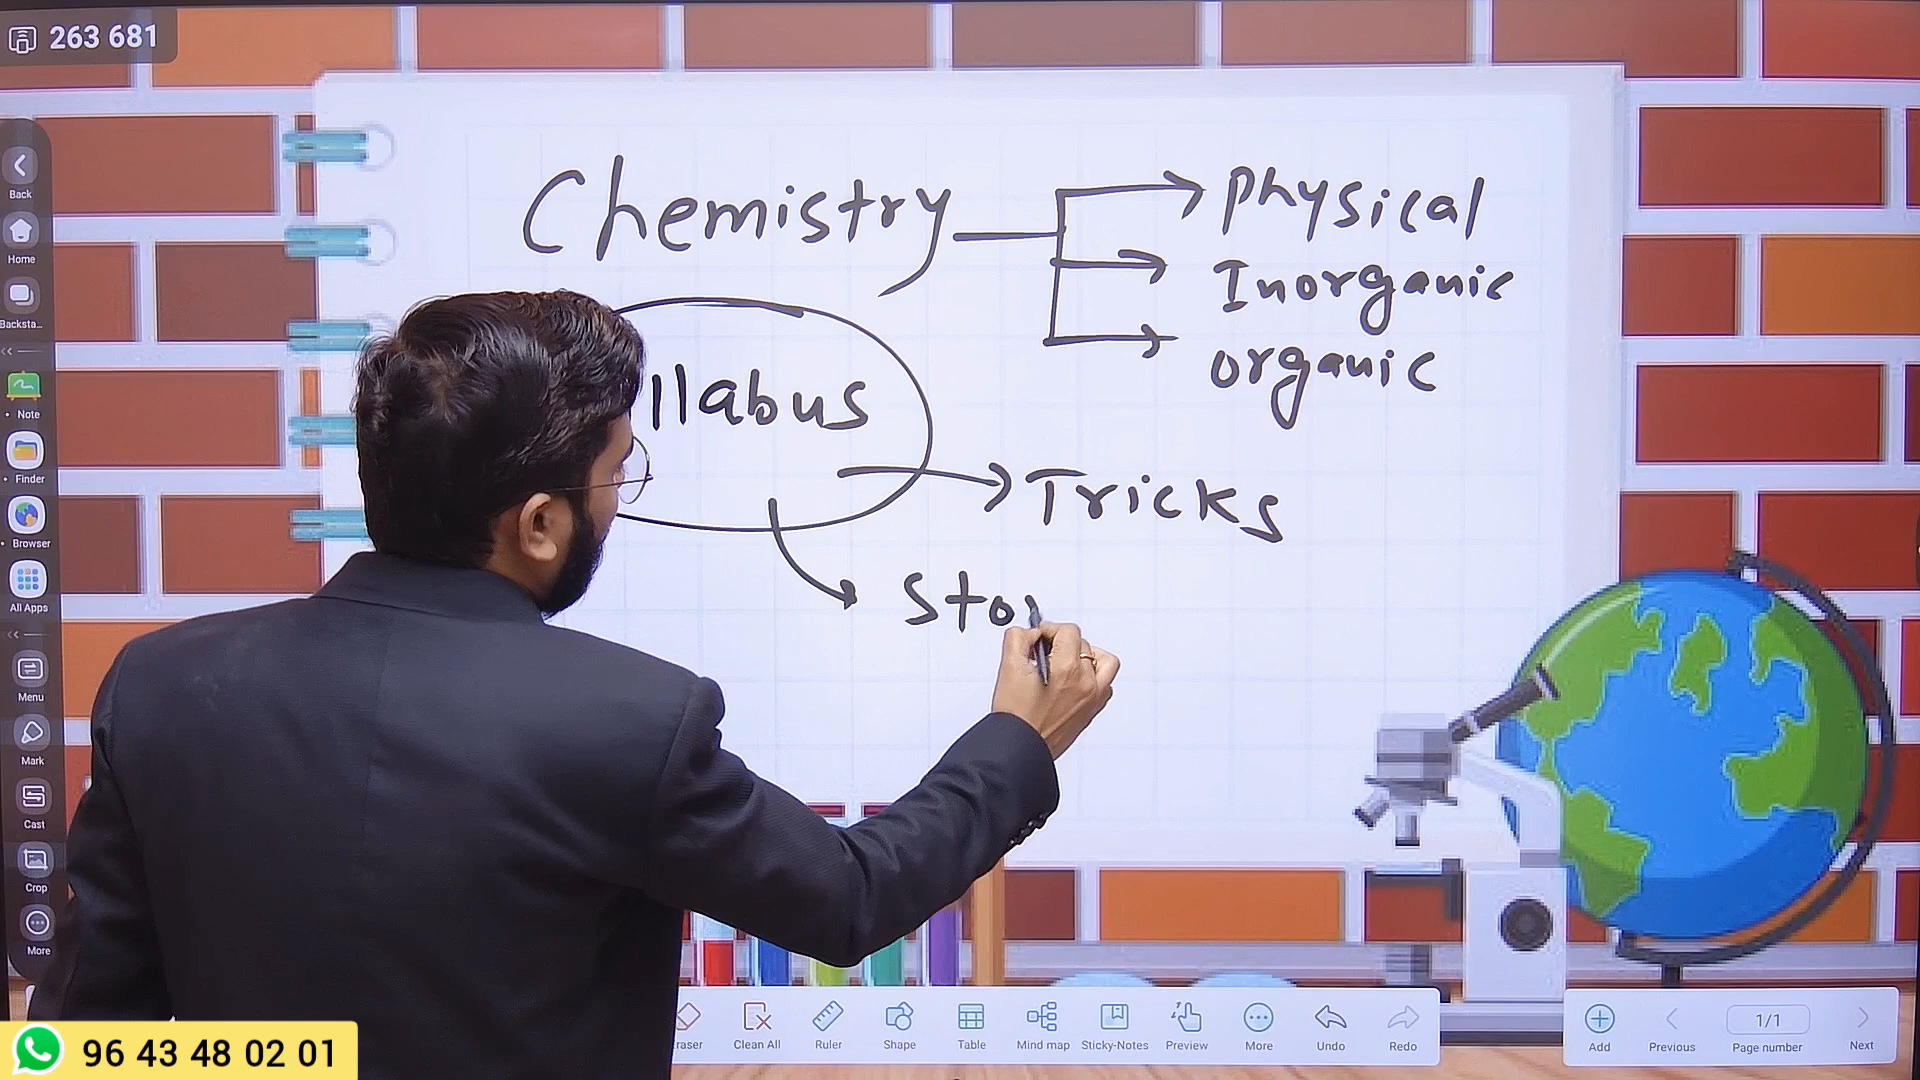 263 681
Back
Home
Backsta...
Note
Finder
Browser
All Apps
Menu
Mark
Cast
Crop
More
Chemistry
Physical
Inorganic
organic
llabus
Tricks
Stor
raser
Clean All
Ruler
Shape
Table
Mind map
Sticky-Notes
Preview
More
Undo
Redo
Add
Previous
1/1
Page number
Next
96 43 48 02 01